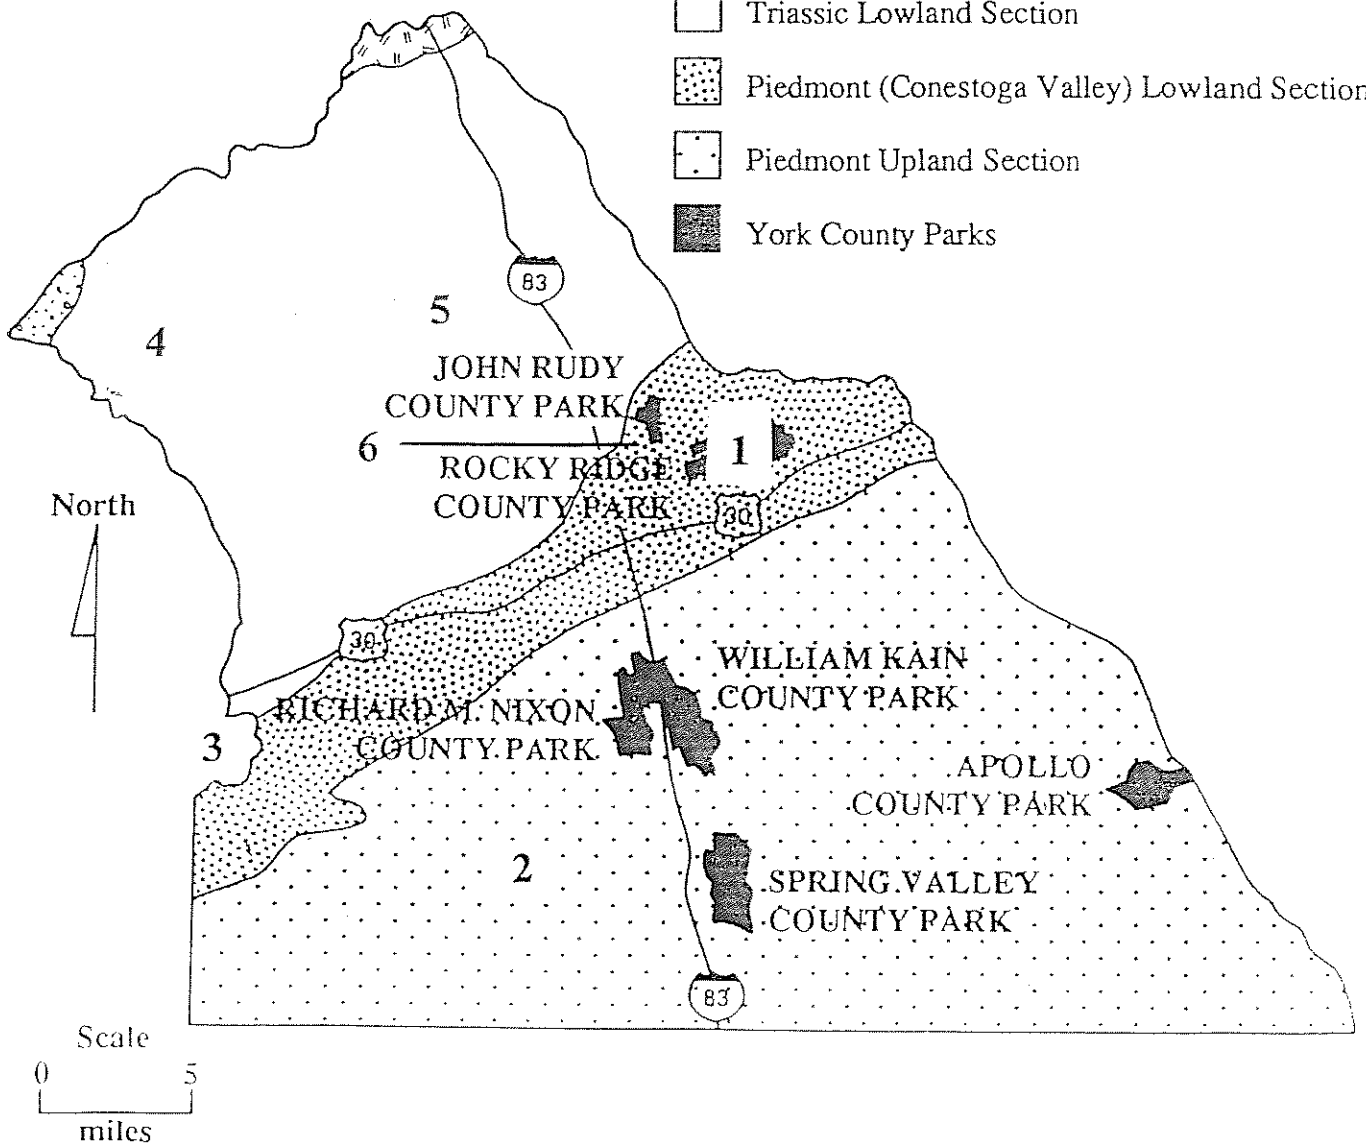 Triassic Lowland Section
Piedmont (Conestoga Valley) Lowland Section
Piedmont Upland Section
York County Parks
83
5
4
JOHN RUDY
COUNTY PARK
6
1
ROCKY RIDGE
COUNTY PARK
30
North
30
WILLIAM KAIN
COUNTY PARK
RICHARD M. NIXON
COUNTY PARK
3
APOLLO
COUNTY PARK
2
SPRING VALLEY
COUNTY PARK
83
Scale
0 5
miles